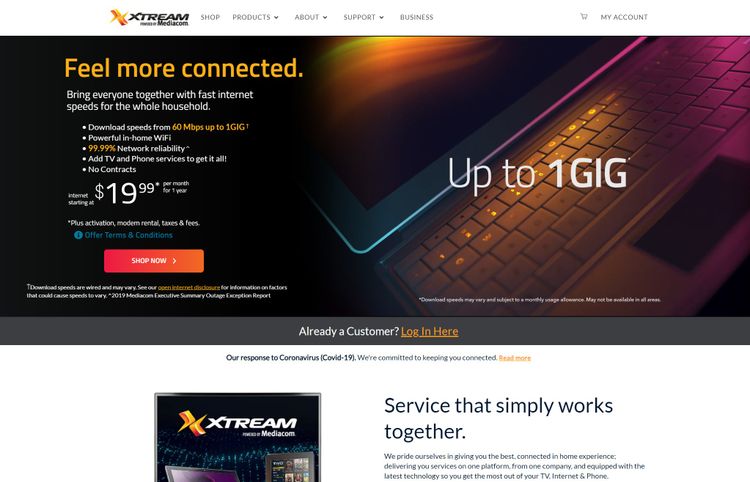 XTREAM
POWERED BY Mediacom
SHOP PRODUCTS ABOUT SUPPORT BUSINESS MY ACCOUNT
Feel more connected.
Bring everyone together with fast internet
speeds for the whole household.
• Download speeds from 60 Mbps up to 1GIG†
• Powerful in-home WiFi
• 99.99% Network reliability^
• Add TV and Phone services to get it all!
• No Contracts
internet
starting at
$19 99*
per month
for 1 year
*Plus activation, modem rental, taxes & fees.
Offer Terms & Conditions
SHOP NOW
†Download speeds are wired and may vary. See our open internet disclosure for information on factors
that could cause speeds to vary. ^2019 Mediacom Executive Summary Outage Exception Report
Up to 1GIG*
*Download speeds may vary and subject to a monthly usage allowance. May not be available in all areas.
Already a Customer? Log In Here
Our response to Coronavirus (Covid-19). We're committed to keeping you connected. Read more
XTREAM
POWERED BY Mediacom
Service that simply works
together.
We pride ourselves in giving you the best, connected in home experience;
delivering you services on one platform, from one company, and equipped with the
latest technology so you get the most out of your TV, Internet & Phone.